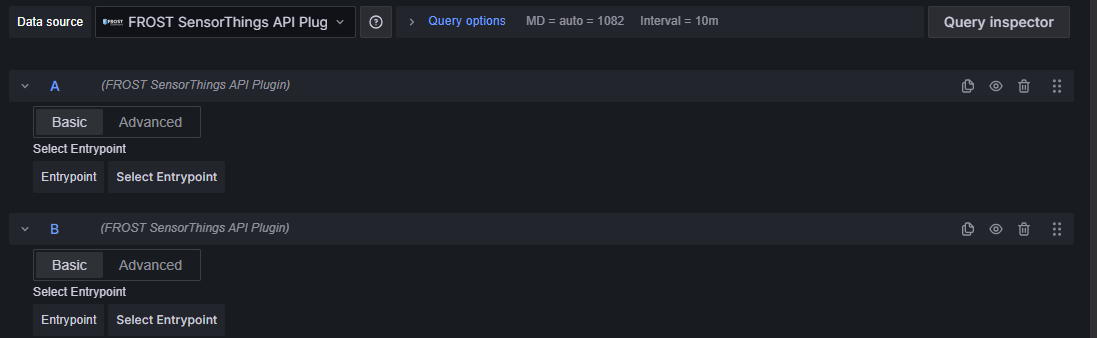 Data source FROST FROST SensorThings API Plug Query options MD = auto = 1082 Interval = 10m Query inspector
A (FROST SensorThings API Plugin)
Basic Advanced
Select Entrypoint
Entrypoint Select Entrypoint
B (FROST SensorThings API Plugin)
Basic Advanced
Select Entrypoint
Entrypoint Select Entrypoint